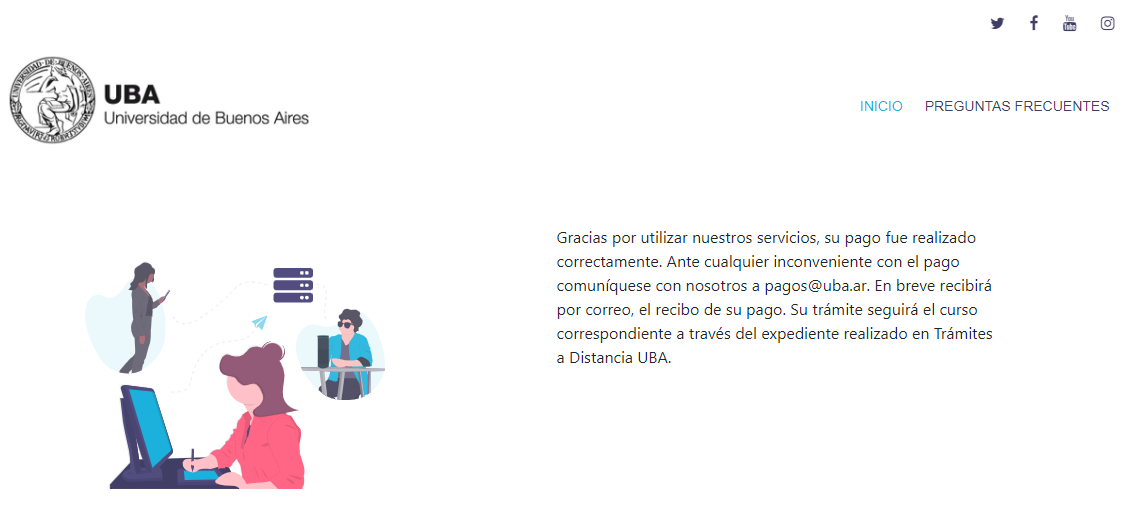 You
Tube
UBA
Universidad de Buenos Aires
INICIO
PREGUNTAS FRECUENTES
Gracias por utilizar nuestros servicios, su pago fue realizado
correctamente. Ante cualquier inconveniente con el pago
comuníquese con nosotros a pagos@uba.ar. En breve recibirá
por correo, el recibo de su pago. Su trámite seguirá el curso
correspondiente a través del expediente realizado en Trámites
a Distancia UBA.